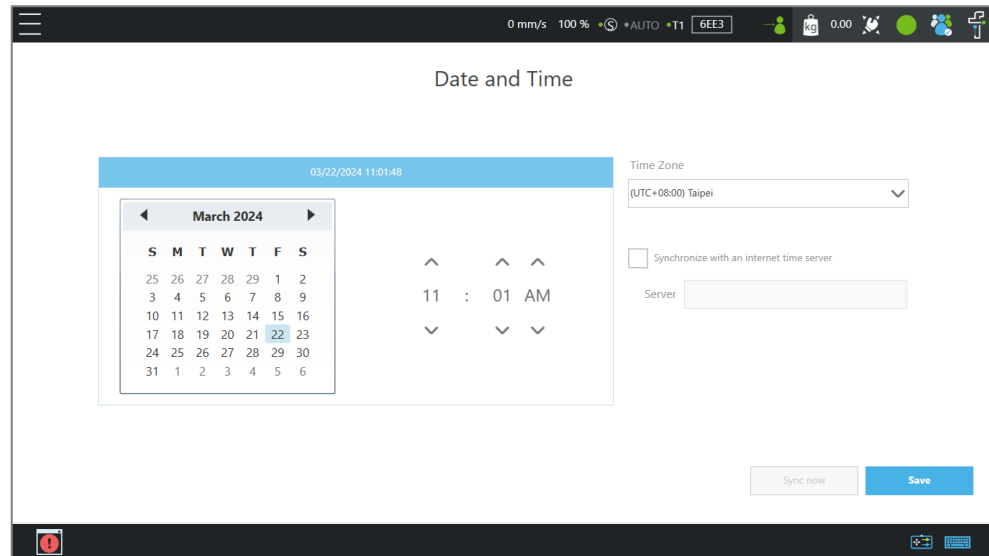 0 mm/s 100 % •Ⓢ •AUTO •T1 6EE3 kg 0.00
Date and Time
03/22/2024 11:01:48
March 2024
S M T W T F S
25 26 27 28 29 1 2
3 4 5 6 7 8 9
10 11 12 13 14 15 16
17 18 19 20 21 22 23
24 25 26 27 28 29 30
31 1 2 3 4 5 6
11 : 01 AM
Time Zone
(UTC+08:00) Taipei
Synchronize with an internet time server
Server
Sync now
Save